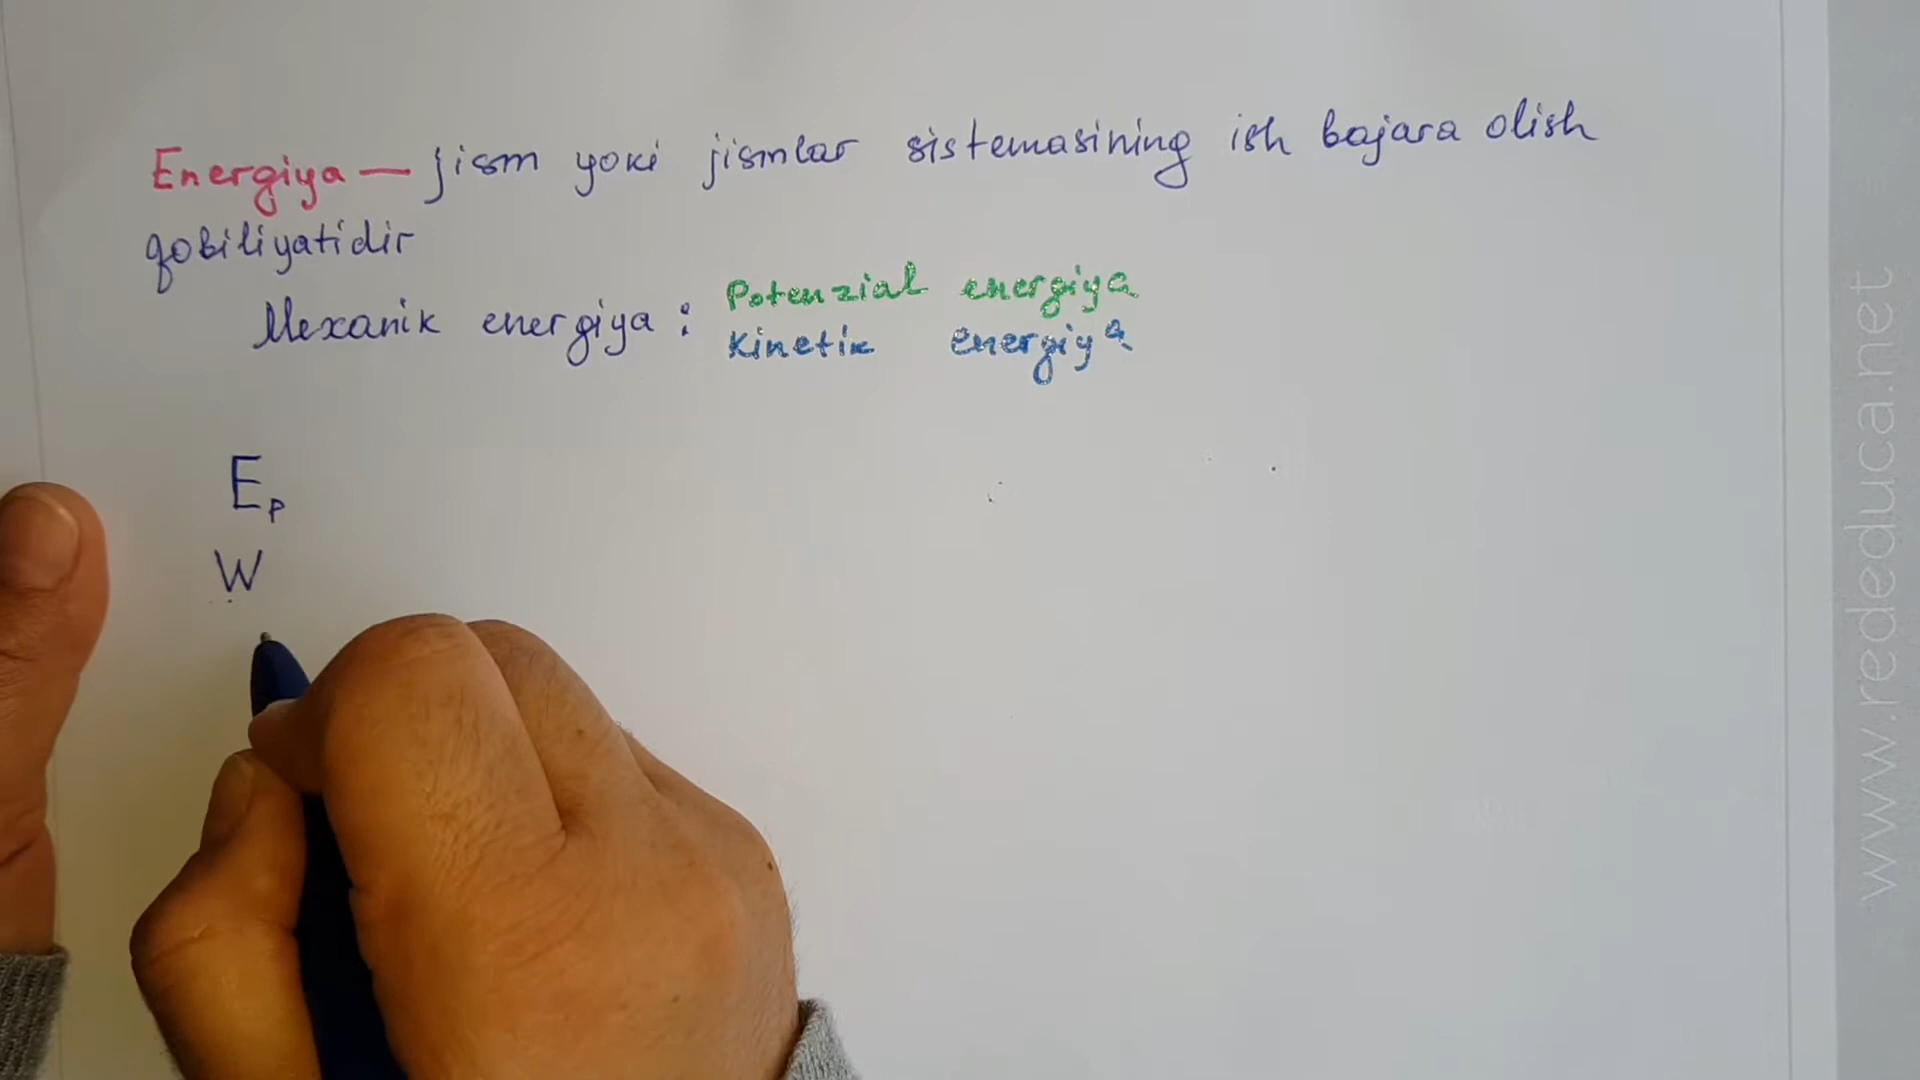 Energiya — jism yoki jismlar sistemasining ish bajara olish
qobiliyatidir
Mexanik energiya: Potenzial energiya
Kinetik energiya
Ep
W
www.rededuca.net